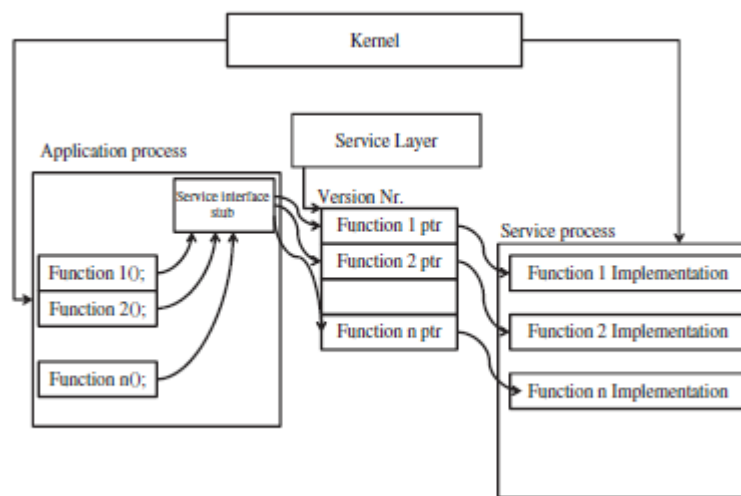 Kernel
Service Layer
Application process
Service interface
stub
Version Nr.
Function 1 ptr
Service process
Function 2 ptr
Function 1();
Function 1 Implementation
Function 2();
Function n ptr
Function 2 Implementation
Function n();
Function n Implementation